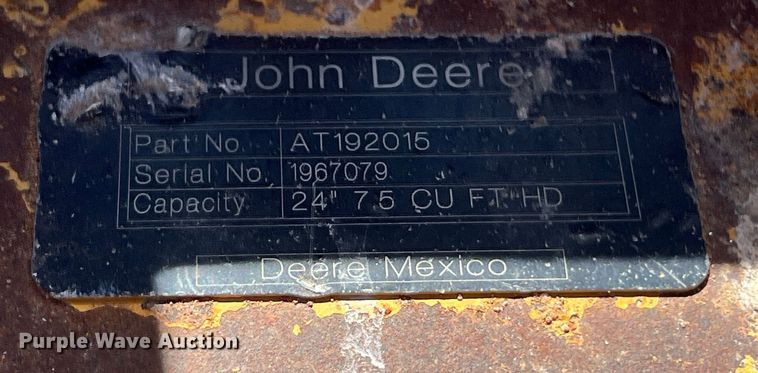 John Deere
Part No. AT192015
Serial No. 1967079
Capacity 24" 7.5 CU FT HD
Deere Mexico
Purple Wave Auction